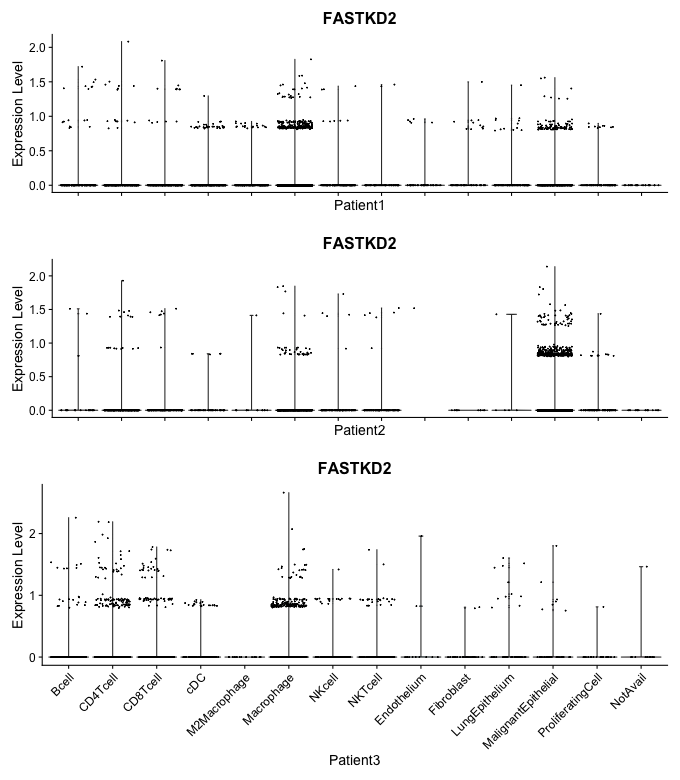 FASTKD2
Expression Level
2.0
1.5
1.0
0.5
0.0
Patient1
FASTKD2
Expression Level
2.0
1.5
1.0
0.5
0.0
Patient2
FASTKD2
Expression Level
2
1
0
Bcell
CD4Tcell
CD8Tcell
cDC
M2Macrophage
Macrophage
NKcell
NKTcell
Endothelium
Fibroblast
LungEpithelium
MalignantEpithelial
ProliferatingCell
NotAvail
Patient3